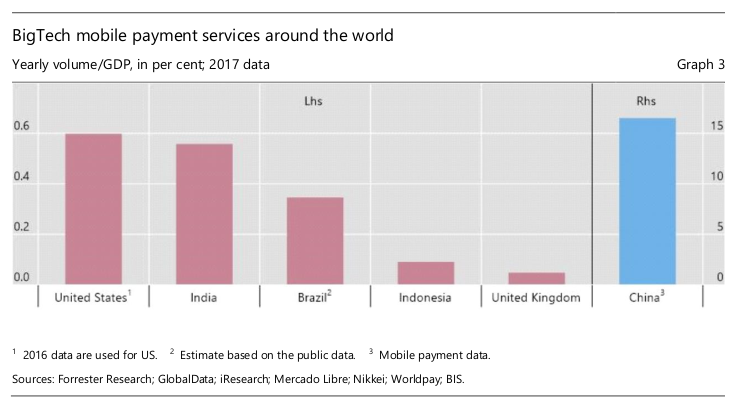 BigTech mobile payment services around the world
Yearly volume/GDP, in per cent; 2017 data Graph 3
Lhs Rhs
0.6 15
0.4 10
0.2 5
0.0 0
United States¹ India Brazil² Indonesia United Kingdom China³
¹ 2016 data are used for US. ² Estimate based on the public data. ³ Mobile payment data.
Sources: Forrester Research; GlobalData; iResearch; Mercado Libre; Nikkei; Worldpay; BIS.